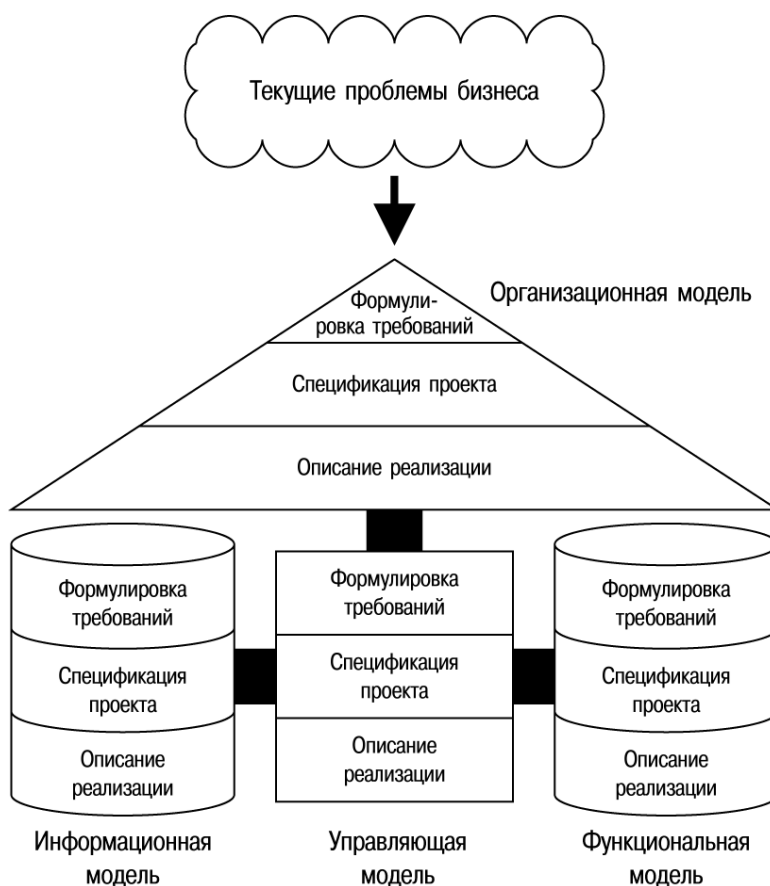 Текущие проблемы бизнеса
Организационная модель
Формули-
ровка требований
Спецификация проекта
Описание реализации
Формулировка
требований
Спецификация
проекта
Описание
реализации
Информационная
модель
Формулировка
требований
Спецификация
проекта
Описание
реализации
Управляющая
модель
Формулировка
требований
Спецификация
проекта
Описание
реализации
Функциональная
модель